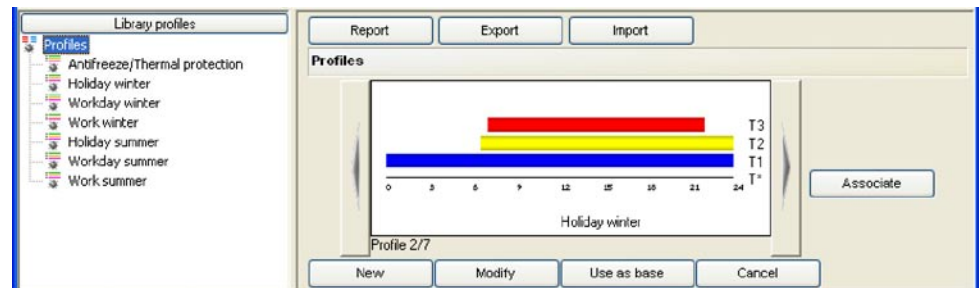 Library profiles
Profiles
Antifreeze/Thermal protection
Holiday winter
Workday winter
Work winter
Holiday summer
Workday summer
Work summer
Report Export Import
Profiles
T3
T2
T1
T°
0 3 6 9 12 15 18 21 24
Holiday winter
Profile 2/7
Associate
New Modify Use as base Cancel